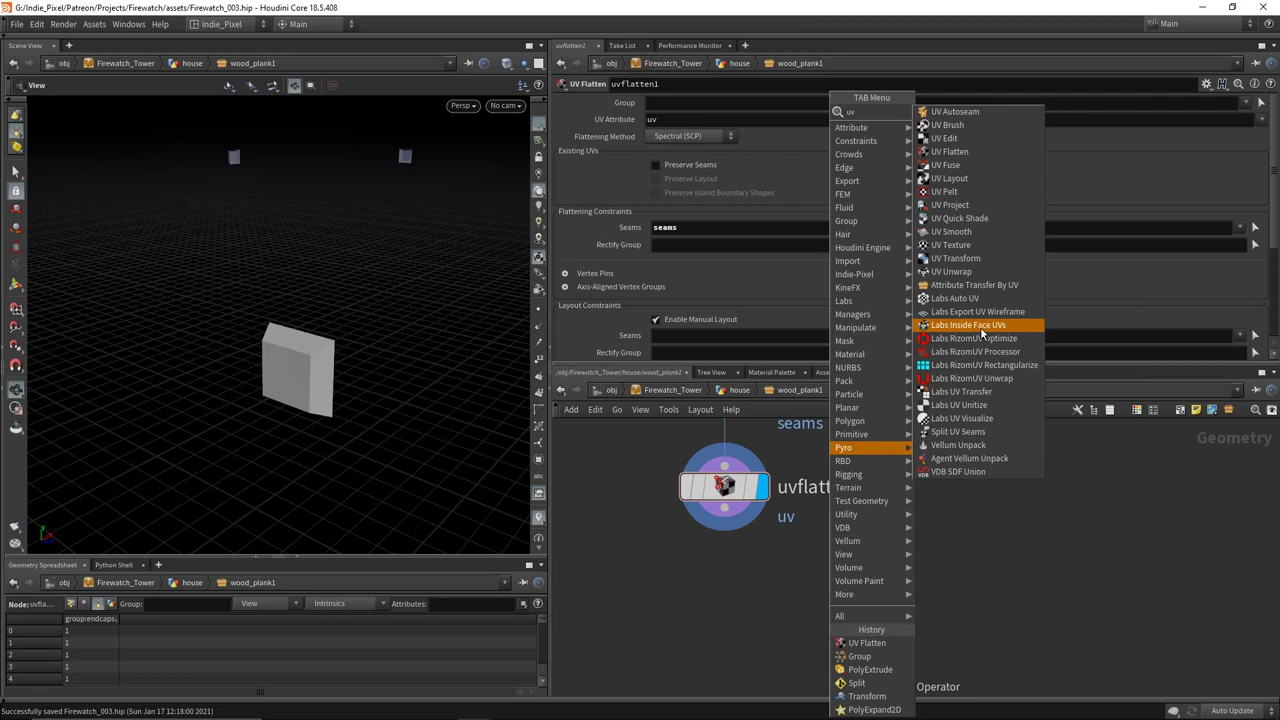 G:/Indie_Pixel/Patreon/Projects/Firewatch/assets/Firewatch_003.hip - Houdini Core 18.5.408
File Edit Render Assets Windows Help Indie_Pixel Main Main
Scene View
obj Firewatch_Tower house wood_plank1
View
Persp No cam
uvflatten1 Take List Performance Monitor
obj Firewatch_Tower house wood_plank1
UV Flatten uvflatten1
Group
UV Attribute uv
Flattening Method Spectral (SCP)
Existing UVs
Preserve Seams
Preserve Layout
Preserve Island Boundary Shapes
Flattening Constraints
Seams seams
Rectify Group
Vertex Pins
Axis-Aligned Vertex Groups
Layout Constraints
Enable Manual Layout
Seams
Rectify Group
TAB Menu
uv
Attribute
Constraints
Crowds
Edge
Export
FEM
Fluid
Group
Hair
Houdini Engine
Import
Indie-Pixel
KineFX
Labs
Managers
Manipulate
Mask
Material
NURBS
Pack
Particle
Planar
Polygon
Primitive
Pyro
RBD
Rigging
Terrain
Test Geometry
Utility
VDB
Vellum
View
Volume
Volume Paint
More
All
History
UV Flatten
Group
PolyExtrude
Split
Transform
PolyExpand2D
UV Autoseam
UV Brush
UV Edit
UV Flatten
UV Fuse
UV Layout
UV Pelt
UV Project
UV Quick Shade
UV Smooth
UV Texture
UV Transform
UV Unwrap
Attribute Transfer By UV
Labs Auto UV
Labs Export UV Wireframe
Labs Inside Face UVs
Labs RizomUV Optimize
Labs RizomUV Processor
Labs RizomUV Rectangularize
Labs RizomUV Unwrap
Labs UV Transfer
Labs UV Unitize
Labs UV Visualize
Split UV Seams
Vellum Unpack
Agent Vellum Unpack
VDB SDF Union
/obj/Firewatch_Tower/house/wood_plank1 Tree View Material Palette
obj Firewatch_Tower house wood_plank1
Add Edit Go View Tools Layout Help
Geometry
seams
uvflatt
uv
Operator
Geometry Spreadsheet Python Shell
obj Firewatch_Tower house wood_plank1
Node: uvfla... Group: View Intrinsics Attributes:
group:endcaps,
0 1
1 1
2 1
3 1
4 1
Successfully saved Firewatch_003.hip (Sun Jan 17 12:18:00 2021)
Auto Update